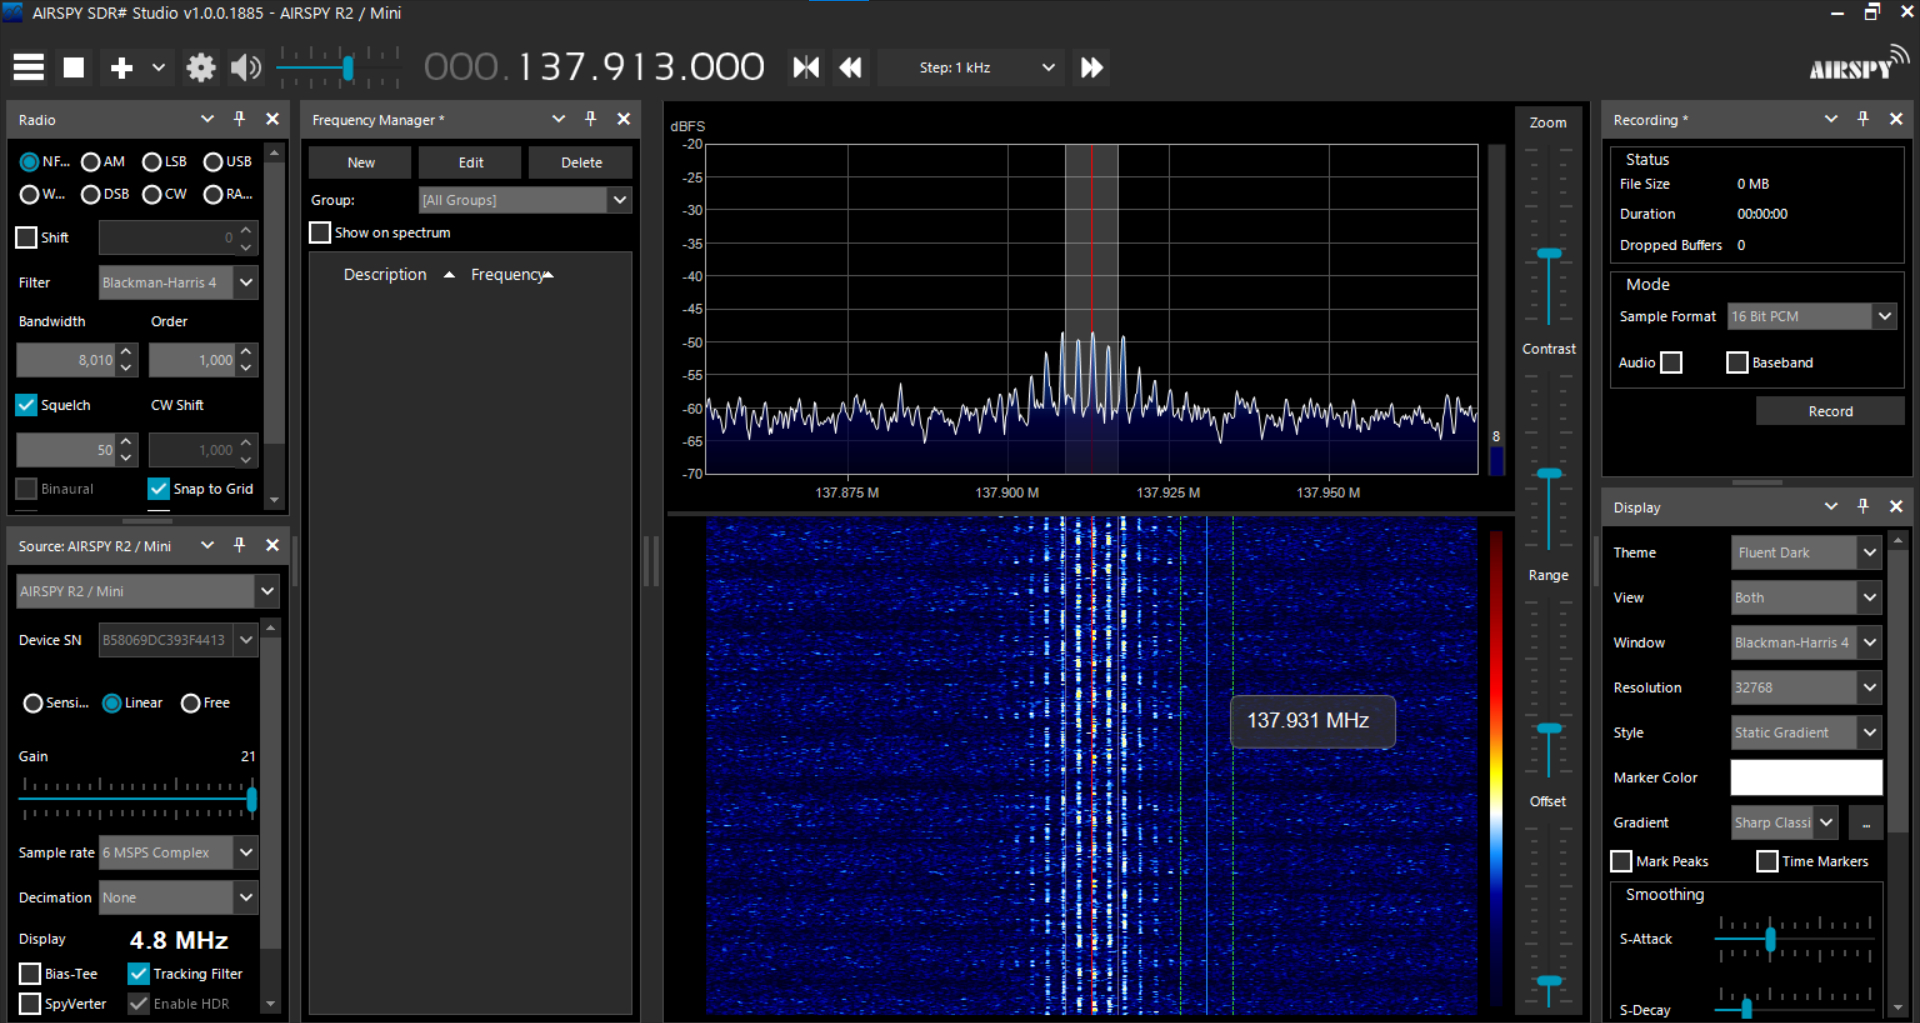 AIRSPY SDR# Studio v1.0.0.1885 - AIRSPY R2 / Mini
000.137.913.000
Step: 1 kHz
AIRSPY
Radio
NF... AM LSB USB
W... DSB CW RA...
Shift 0
Filter Blackman-Harris 4
Bandwidth Order
8,010 1,000
Squelch CW Shift
50 1,000
Binaural Snap to Grid
Source: AIRSPY R2 / Mini
AIRSPY R2 / Mini
Device SN B58069DC393F4413
Sensi... Linear Free
Gain 21
Sample rate 6 MSPS Complex
Decimation None
Display 4.8 MHz
Bias-Tee Tracking Filter
SpyVerter Enable HDR
Frequency Manager *
New Edit Delete
Group: [All Groups]
Show on spectrum
Description Frequency
dBFS
-20
-25
-30
-35
-40
-45
-50
-55
-60
-65
-70
8
137.875 M 137.900 M 137.925 M 137.950 M
137.931 MHz
Zoom
Contrast
Range
Offset
Recording *
Status
File Size 0 MB
Duration 00:00:00
Dropped Buffers 0
Mode
Sample Format 16 Bit PCM
Audio Baseband
Record
Display
Theme Fluent Dark
View Both
Window Blackman-Harris 4
Resolution 32768
Style Static Gradient
Marker Color
Gradient Sharp Classi ...
Mark Peaks Time Markers
Smoothing
S-Attack
S-Decay